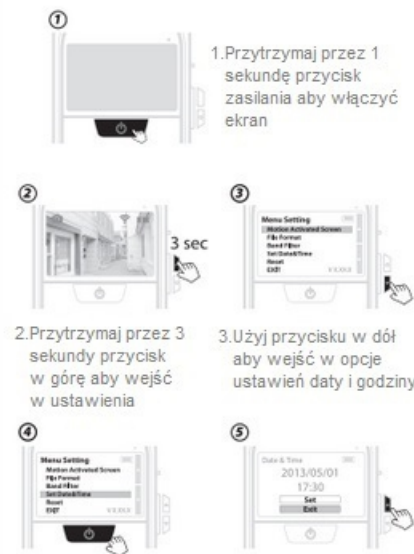 1
1.Przytrzymaj przez 1
sekundę przycisk
zasilania aby włączyć
ekran
2
3 sec
3
Menu Setting
Motion Activated Screen
File Format
Band Filter
Set Date&Time
Reset
EXIT
2.Przytrzymaj przez 3
sekundy przycisk
w górę aby wejść
w ustawienia
3.Użyj przycisku w dół
aby wejść w opcje
ustawień daty i godziny
4
Menu Setting
Motion Activated Screen
File Format
Band Filter
Set Date&Time
Reset
EXIT
5
Date & Time
2013/05/01
17:30
Set
Exit